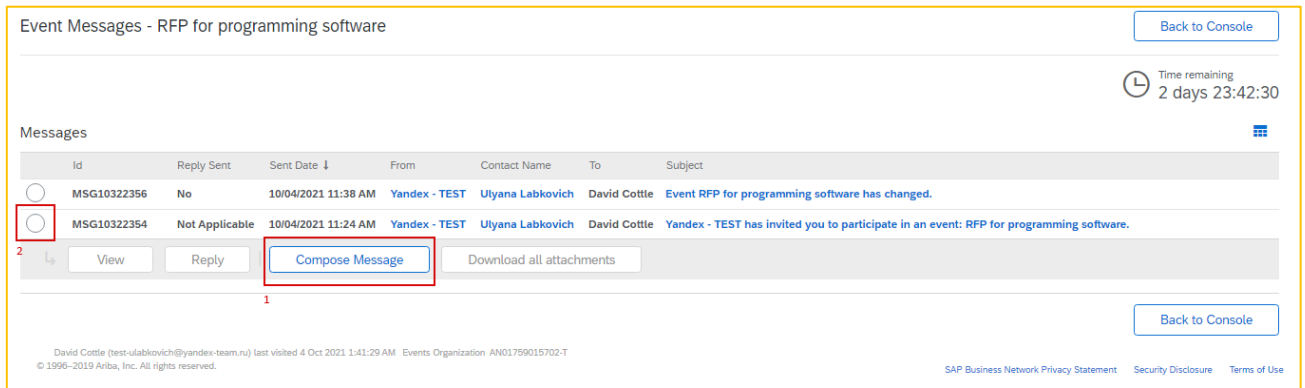 Event Messages - RFP for programming software
Back to Console
Time remaining
2 days 23:42:30
Messages
Id Reply Sent Sent Date ↓ From Contact Name To Subject
MSG10322356 No 10/04/2021 11:38 AM Yandex - TEST Ulyana Labkovich David Cottle Event RFP for programming software has changed.
MSG10322354 Not Applicable 10/04/2021 11:24 AM Yandex - TEST Ulyana Labkovich David Cottle Yandex - TEST has invited you to participate in an event: RFP for programming software.
2
View Reply Compose Message Download all attachments
1
Back to Console
David Cottle (test-ulabkovich@yandex-team.ru) last visited 4 Oct 2021 1:41:29 AM Events Organization AN01759015702-T
© 1996–2019 Ariba, Inc. All rights reserved.
SAP Business Network Privacy Statement Security Disclosure Terms of Use